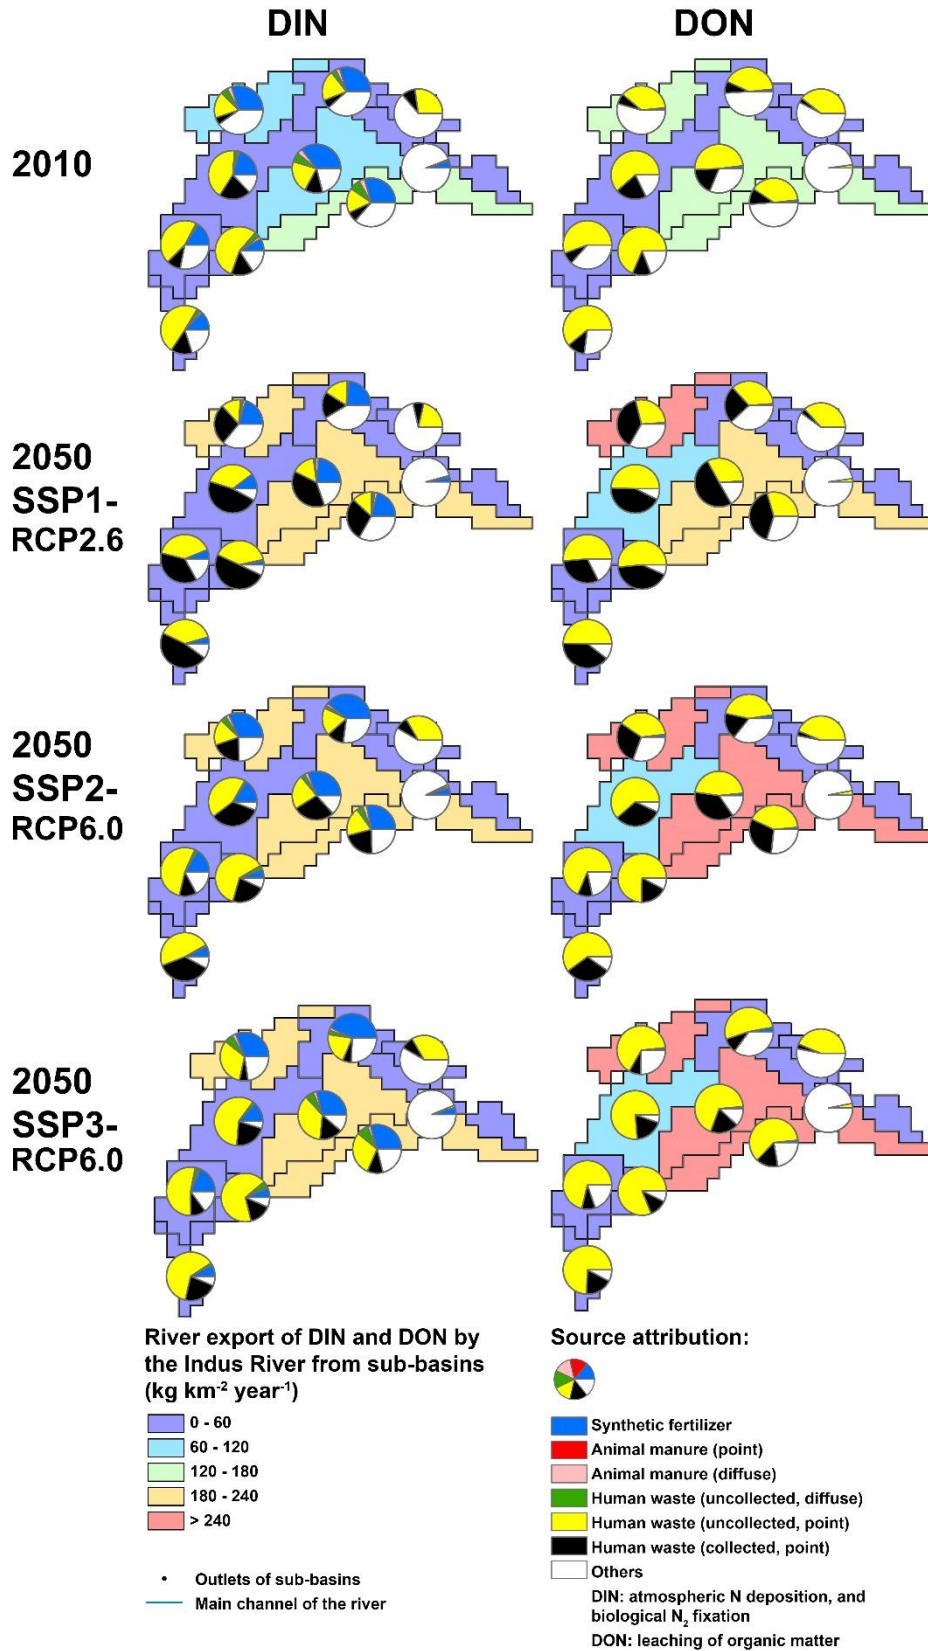 DIN
DON
2010
2050
SSP1-
RCP2.6
2050
SSP2-
RCP6.0
2050
SSP3-
RCP6.0
River export of DIN and DON by
the Indus River from sub-basins
(kg km⁻² year⁻¹)
0 - 60
60 - 120
120 - 180
180 - 240
> 240
Outlets of sub-basins
Main channel of the river
Source attribution:
Synthetic fertilizer
Animal manure (point)
Animal manure (diffuse)
Human waste (uncollected, diffuse)
Human waste (uncollected, point)
Human waste (collected, point)
Others
DIN: atmospheric N deposition, and
biological N₂ fixation
DON: leaching of organic matter